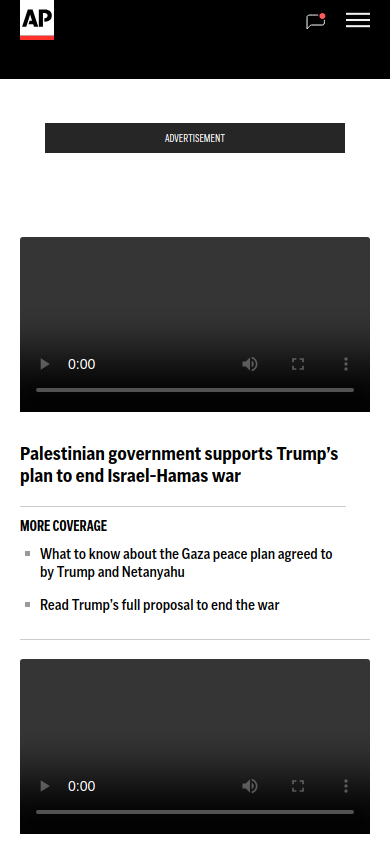 AP
ADVERTISEMENT
0:00
Palestinian government supports Trump’s
plan to end Israel-Hamas war
MORE COVERAGE
What to know about the Gaza peace plan agreed to
by Trump and Netanyahu
Read Trump’s full proposal to end the war
0:00